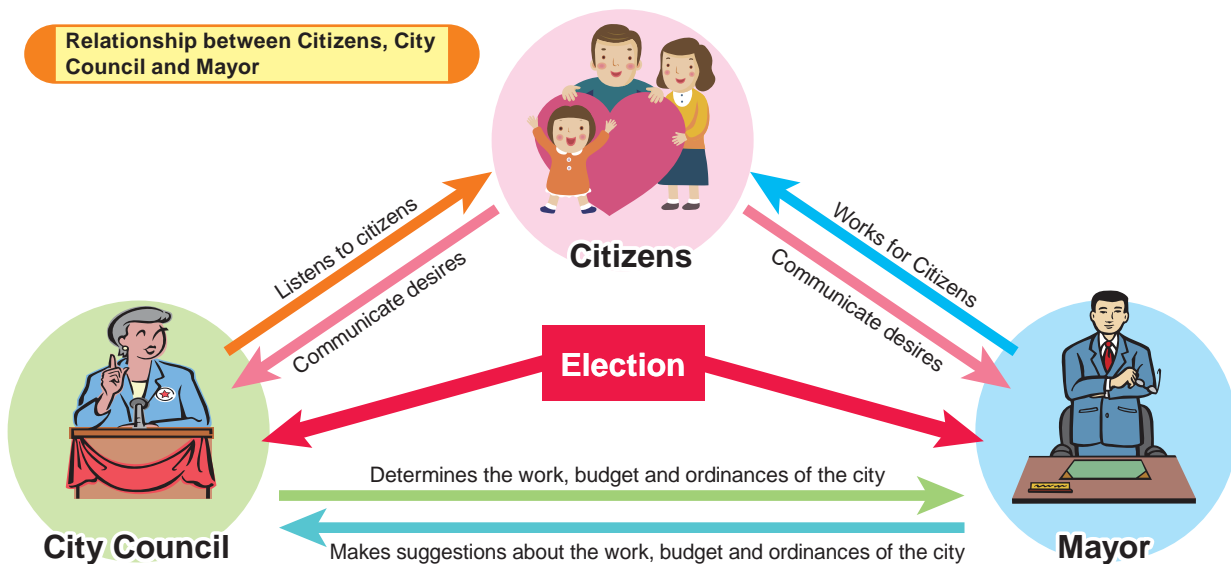 Relationship between Citizens, City
Council and Mayor
Listens to citizens
Communicate desires
Citizens
Works for Citizens
Communicate desires
Election
Determines the work, budget and ordinances of the city
Makes suggestions about the work, budget and ordinances of the city
City Council
Mayor